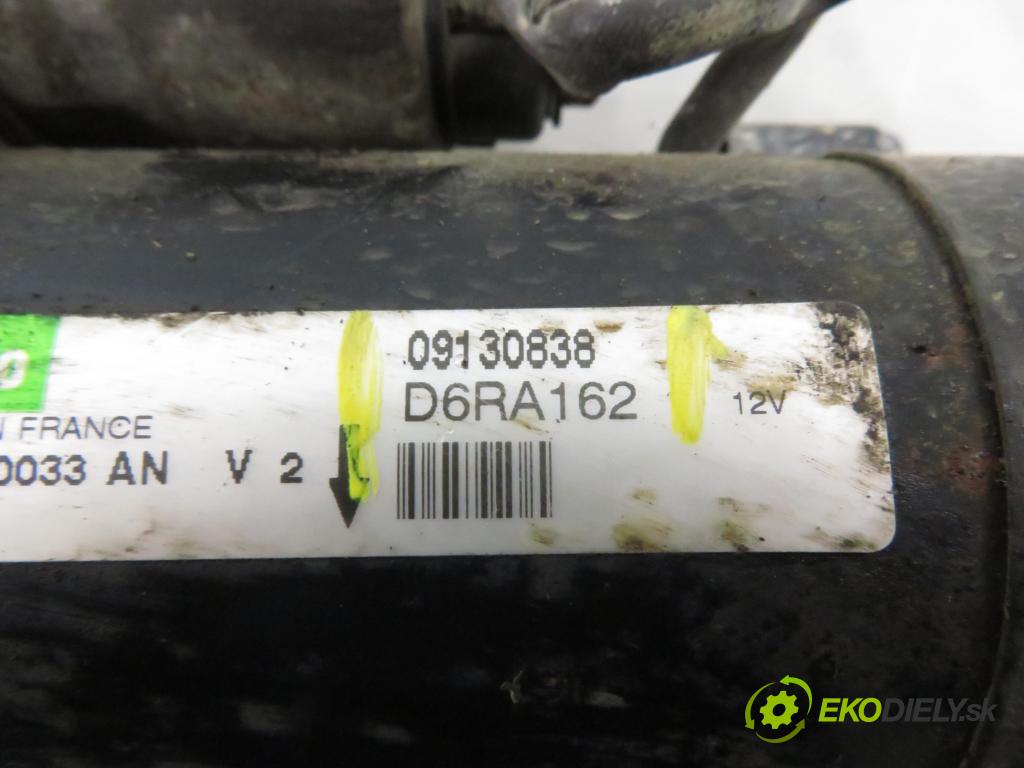 09130838
D6RA162
12V
FRANCE
0033 AN V 2
EKODIELY.sk